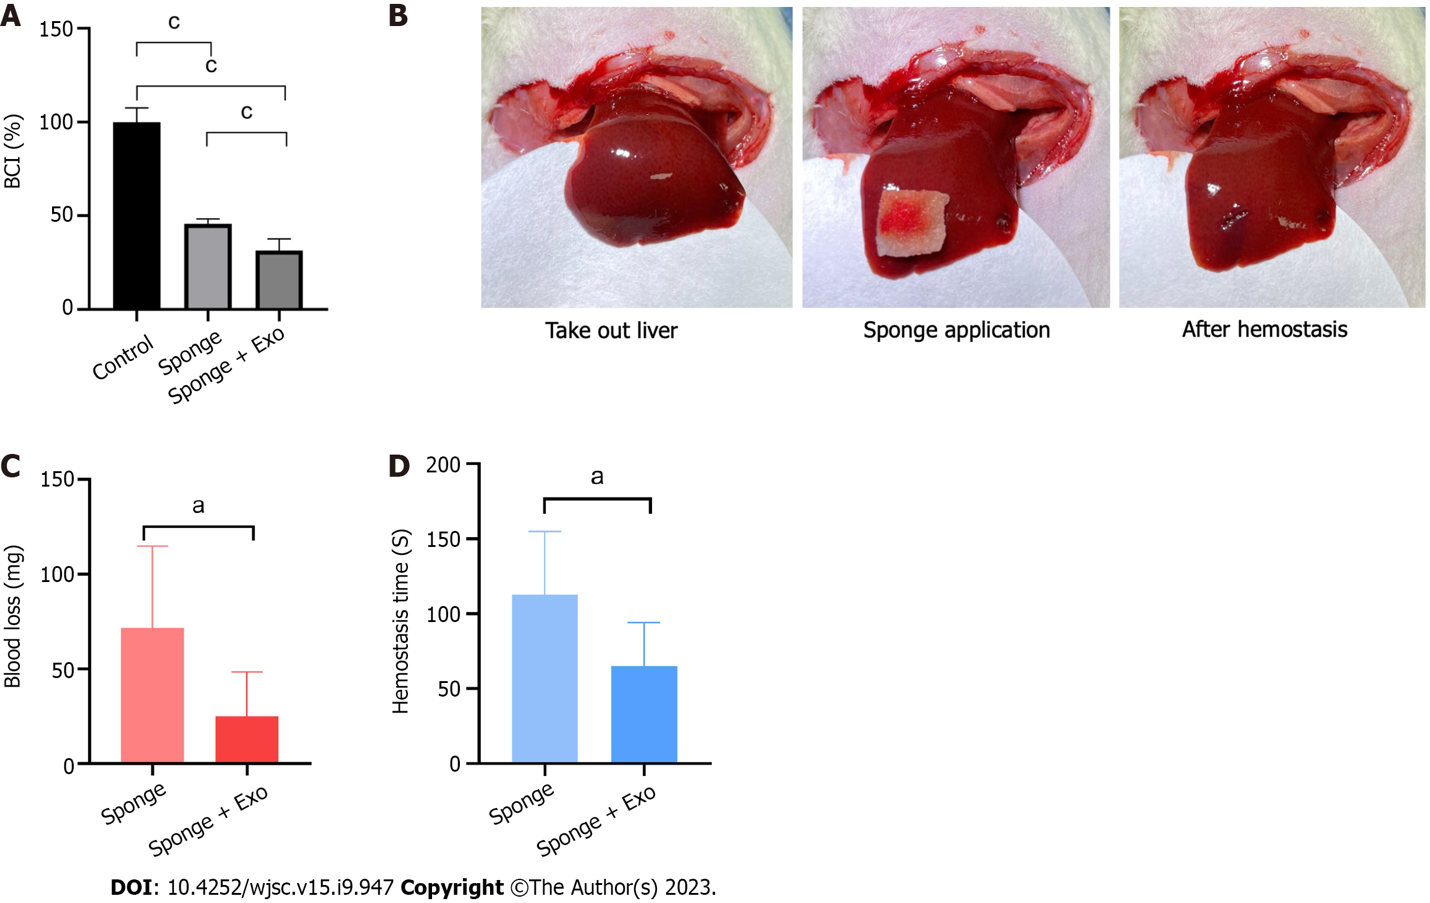 A
150
100
50
0
BCI (%)
c
c
c
Control
Sponge
Sponge + Exo
B
Take out liver
Sponge application
After hemostasis
C
150
100
50
0
Blood loss (mg)
a
Sponge
Sponge + Exo
D
200
150
100
50
0
Hemostasis time (S)
a
Sponge
Sponge + Exo
DOI: 10.4252/wjsc.v15.i9.947 Copyright ©The Author(s) 2023.